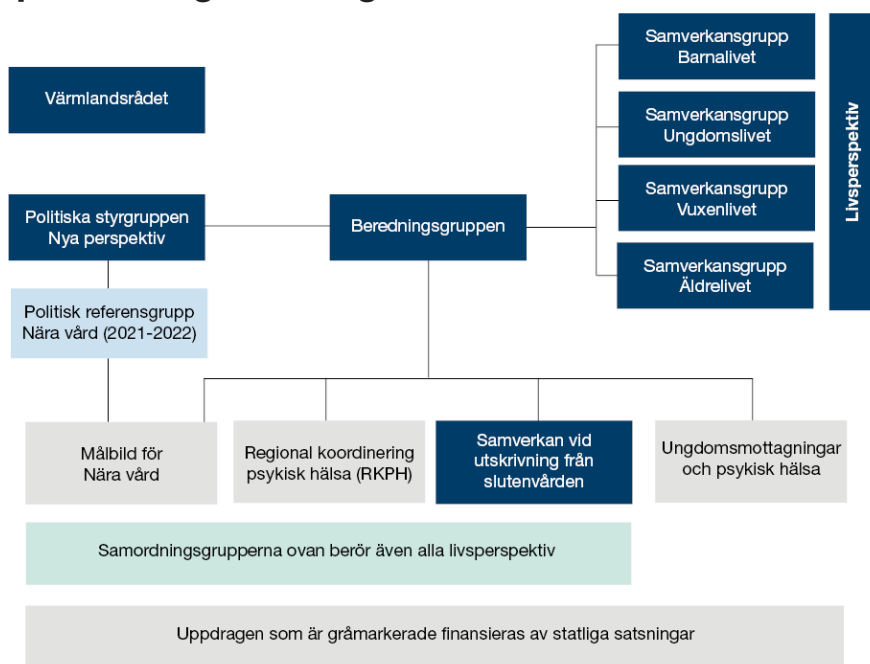 Samverkansgrupp
Barnalivet
Värmlandsrådet
Samverkansgrupp
Ungdomslivet
Livsperspektiv
Politiska styrgruppen
Nya perspektiv
Beredningsgruppen
Samverkansgrupp
Vuxenlivet
Samverkansgrupp
Äldrelivet
Politisk referensgrupp
Nära vård (2021-2022)
Målbild för
Nära vård
Regional koordinering
psykisk hälsa (RKPH)
Samverkan vid
utskrivning från
slutenvården
Ungdomsmottagningar
och psykisk hälsa
Samordningsgrupperna ovan berör även alla livsperspektiv
Uppdragen som är gråmarkerade finansieras av statliga satsningar